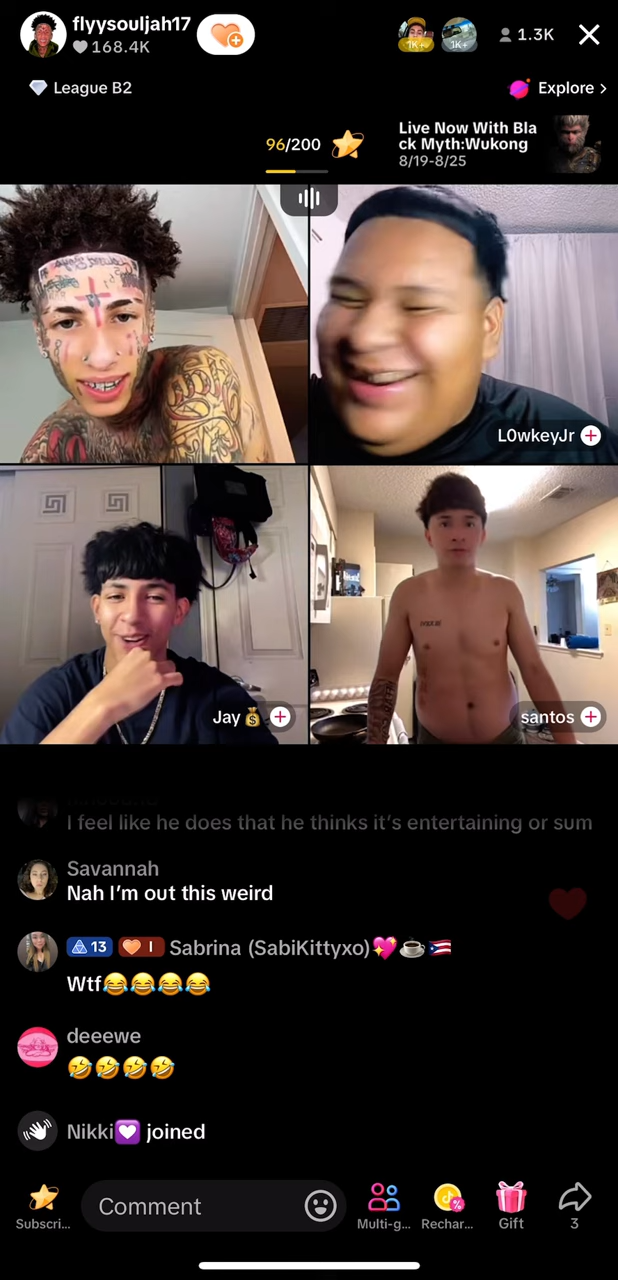 flyysouljah17
168.4K
1K+
1K+
1.3K
League B2
Explore
96/200
Live Now With Bla
ck Myth:Wukong
8/19-8/25
L0wkeyJr
Jay 💰
santos
I feel like he does that he thinks it's entertaining or sum
Savannah
Nah I'm out this weird
13 I Sabrina (SabiKittyxo)💖☕🇵🇷
Wtf😂😂😂😂
deeewe
🤣🤣🤣🤣
Nikki💜 joined
Comment
Subscri...
Multi-g...
Rechar...
Gift
3